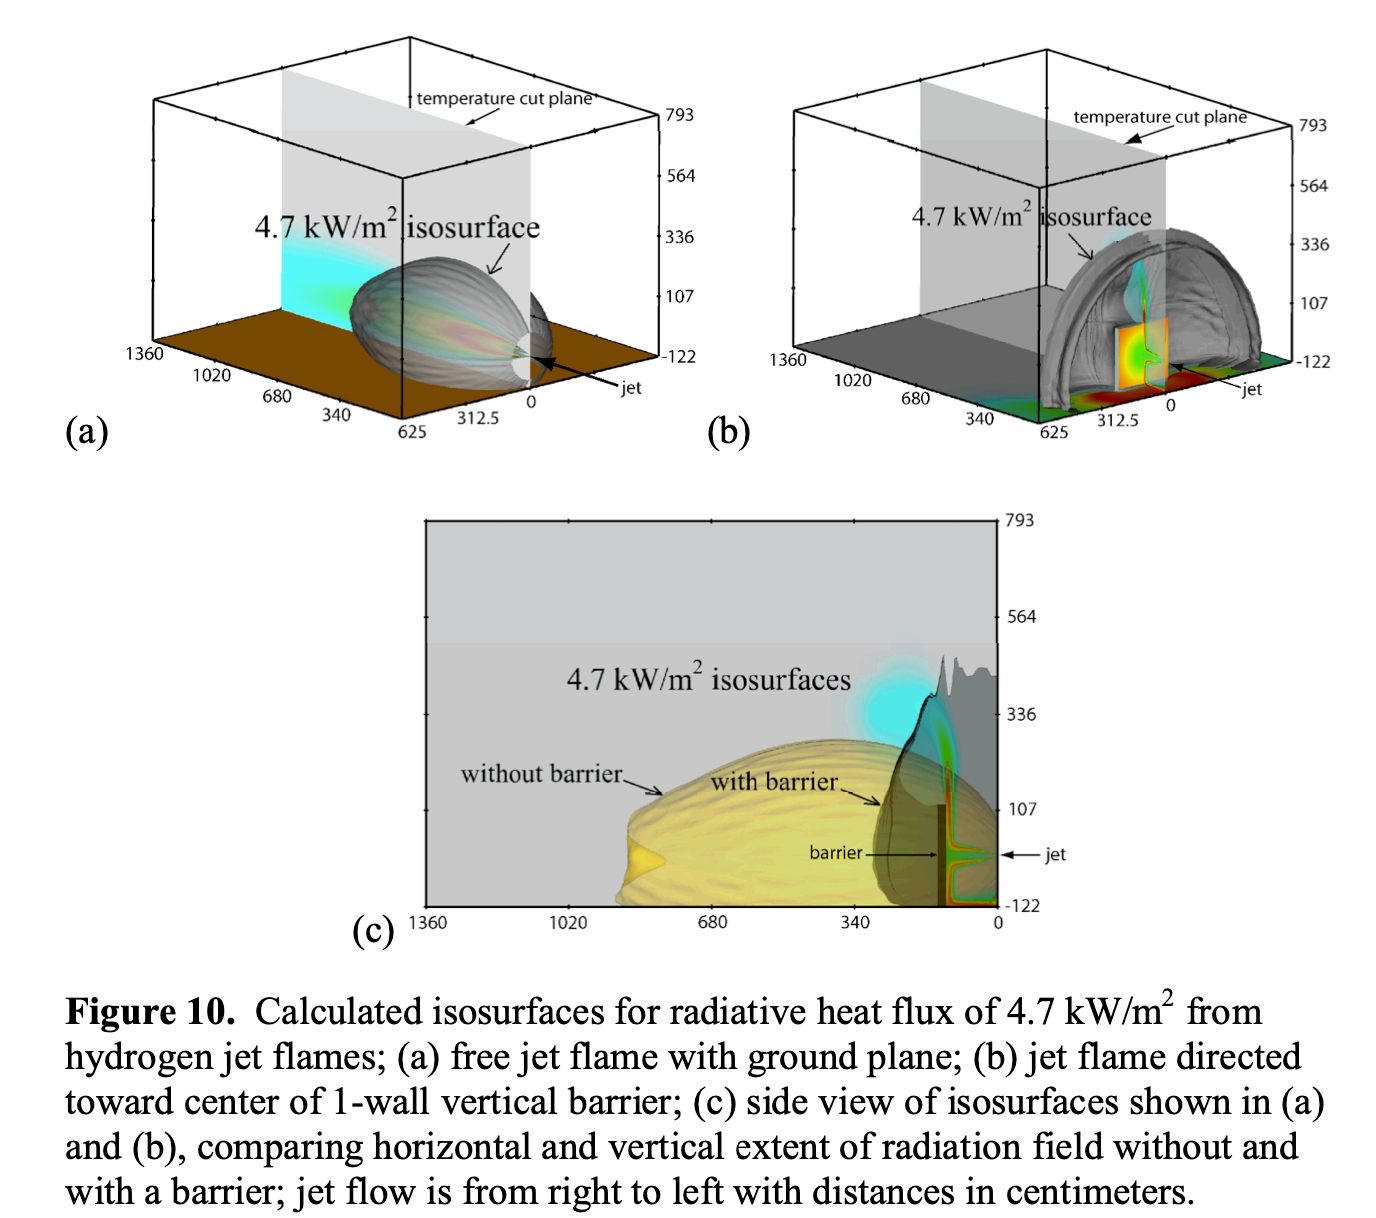 temperature cut plane
793
564
4.7 kW/m2 isosurface
336
107
-122
1360
1020
680
340
625
312.5
0
jet
(a)
temperature cut plane
793
564
4.7 kW/m2 isosurface
336
107
-122
1360
1020
680
340
625
312.5
0
jet
(b)
793
564
4.7 kW/m2 isosurfaces
336
without barrier
with barrier
107
barrier
jet
-122
(c)
1360
1020
680
340
0
Figure 10. Calculated isosurfaces for radiative heat flux of 4.7 kW/m2 from
hydrogen jet flames; (a) free jet flame with ground plane; (b) jet flame directed
toward center of 1-wall vertical barrier; (c) side view of isosurfaces shown in (a)
and (b), comparing horizontal and vertical extent of radiation field without and
with a barrier; jet flow is from right to left with distances in centimeters.